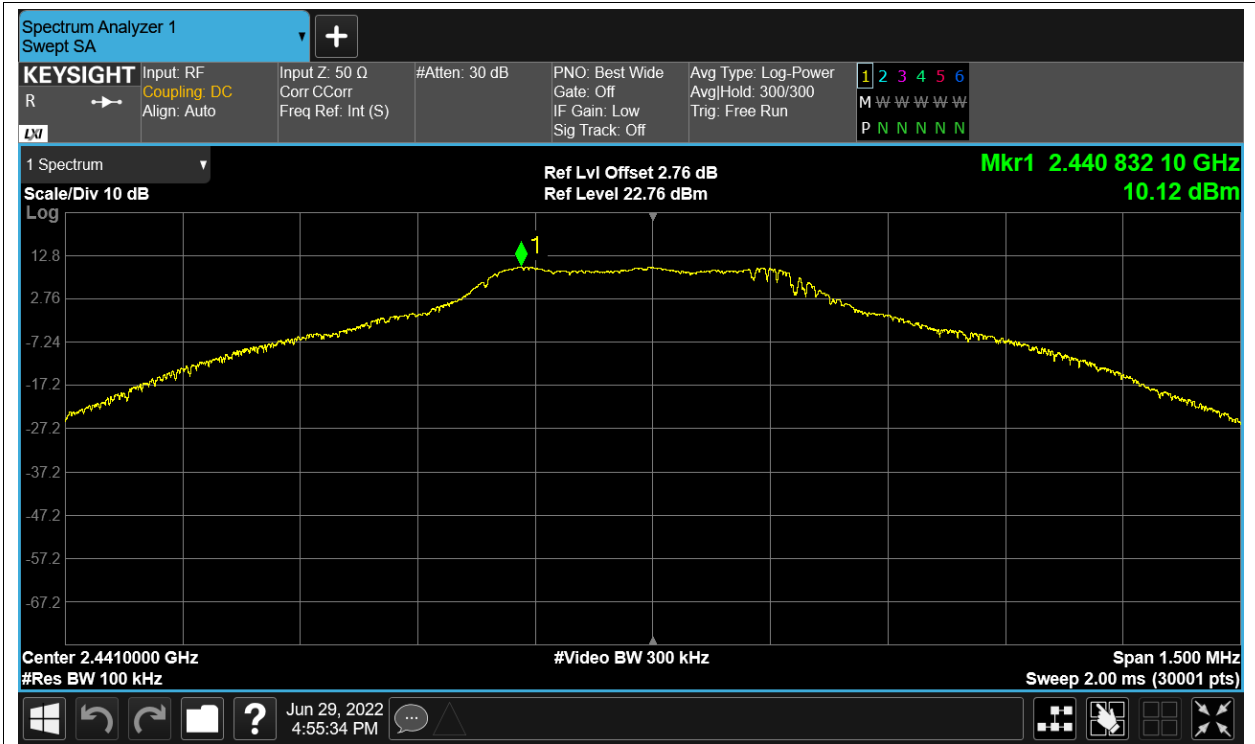 Spectrum Analyzer 1
Swept SA
KEYSIGHT
R
LXI
Input: RF
Coupling: DC
Align: Auto
Input Z: 50 Ω
Corr CCorr
Freq Ref: Int (S)
#Atten: 30 dB
PNO: Best Wide
Gate: Off
IF Gain: Low
Sig Track: Off
Avg Type: Log-Power
Avg|Hold: 300/300
Trig: Free Run
1 2 3 4 5 6
M W W W W W
P N N N N N
1 Spectrum
Scale/Div 10 dB
Log
Ref Lvl Offset 2.76 dB
Ref Level 22.76 dBm
Mkr1 2.440 832 10 GHz
10.12 dBm
1
12.8
2.76
-7.24
-17.2
-27.2
-37.2
-47.2
-57.2
-67.2
Center 2.4410000 GHz
#Res BW 100 kHz
#Video BW 300 kHz
Span 1.500 MHz
Sweep 2.00 ms (30001 pts)
?
Jun 29, 2022
4:55:34 PM